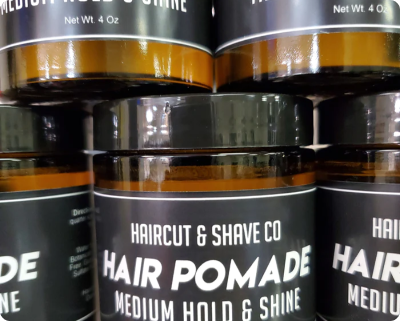 MEDIUM HOLD & SHINE
Net Wt. 4 Oz
Net Wt. 4 Oz
HAIRCUT & SHAVE CO
HAIR POMADE
MEDIUM HOLD & SHINE
DE
NE
HAI
HAIR
MEDIU